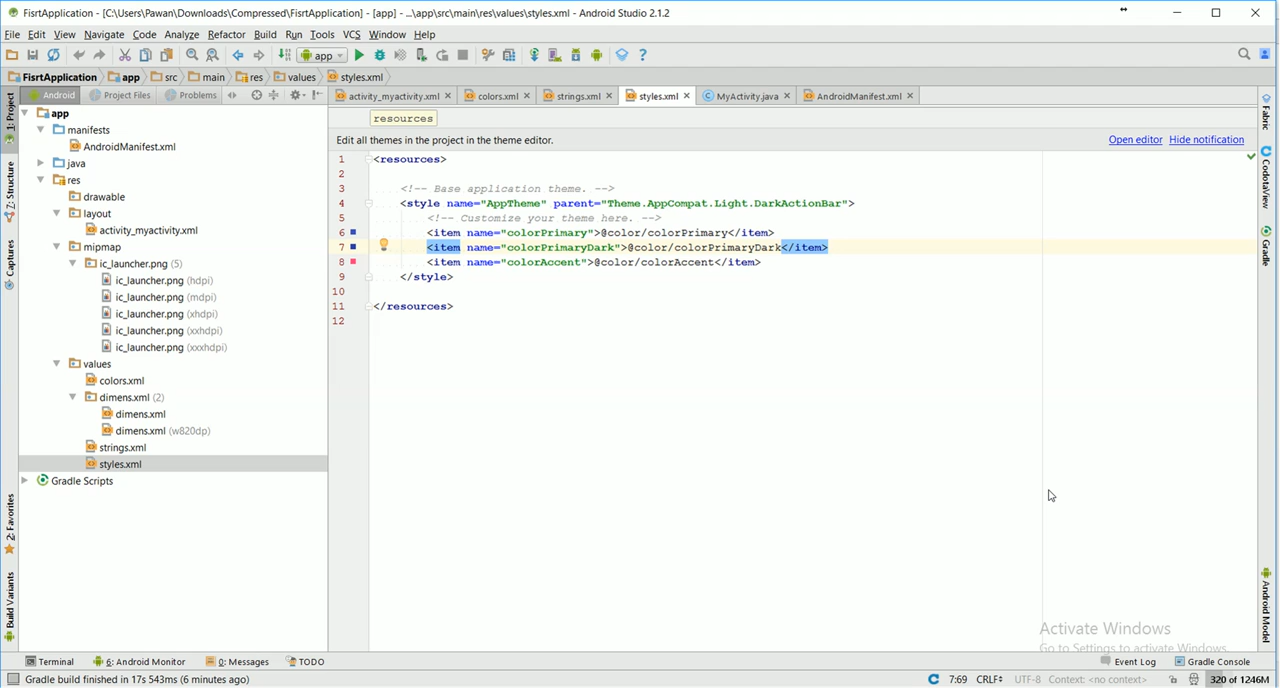 FisrtApplication - [C:\Users\Pawan\Downloads\Compressed\FisrtApplication] - [app] - ...\app\src\main\res\values\styles.xml - Android Studio 2.1.2
File Edit View Navigate Code Analyze Refactor Build Run Tools VCS Window Help
app
FisrtApplication app src main res values styles.xml
Android Project Files Problems
activity_myactivity.xml colors.xml strings.xml styles.xml MyActivity.java AndroidManifest.xml
1: Project
Z: Structure
Captures
2: Favorites
Build Variants
app
manifests
AndroidManifest.xml
java
res
drawable
layout
activity_myactivity.xml
mipmap
ic_launcher.png (5)
ic_launcher.png (hdpi)
ic_launcher.png (mdpi)
ic_launcher.png (xhdpi)
ic_launcher.png (xxhdpi)
ic_launcher.png (xxxhdpi)
values
colors.xml
dimens.xml (2)
dimens.xml
dimens.xml (w820dp)
strings.xml
styles.xml
Gradle Scripts
resources
Edit all themes in the project in the theme editor. Open editor Hide notification
1 <resources>
2
3 <!-- Base application theme. -->
4 <style name="AppTheme" parent="Theme.AppCompat.Light.DarkActionBar">
5 <!-- Customize your theme here. -->
6 <item name="colorPrimary">@color/colorPrimary</item>
7 <item name="colorPrimaryDark">@color/colorPrimaryDark</item>
8 <item name="colorAccent">@color/colorAccent</item>
9 </style>
10
11 </resources>
12
Fabric
CodotaView
Gradle
Android Model
Activate Windows
Go to Settings to activate Windows.
Terminal 6: Android Monitor 0: Messages TODO Event Log Gradle Console
Gradle build finished in 17s 543ms (6 minutes ago) 7:69 CRLF÷ UTF-8 Context: <no context> 320 of 1246M